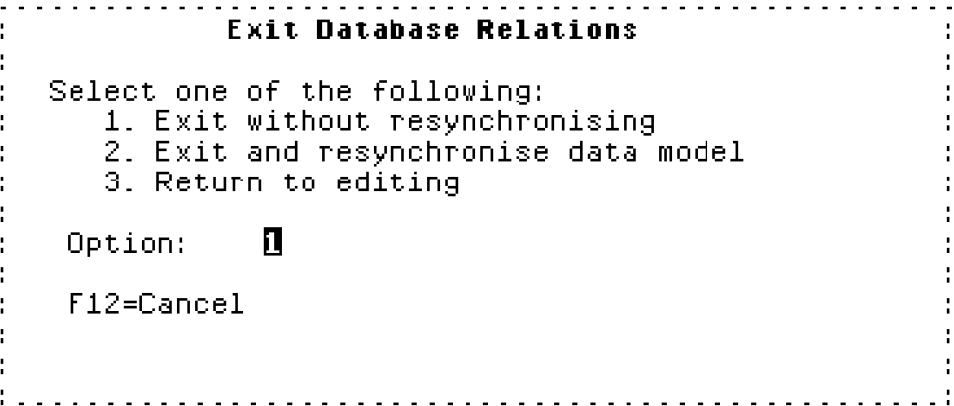 Exit Database Relations
Select one of the following:
1. Exit without resynchronising
2. Exit and resynchronise data model
3. Return to editing
Option: 1
F12=Cancel